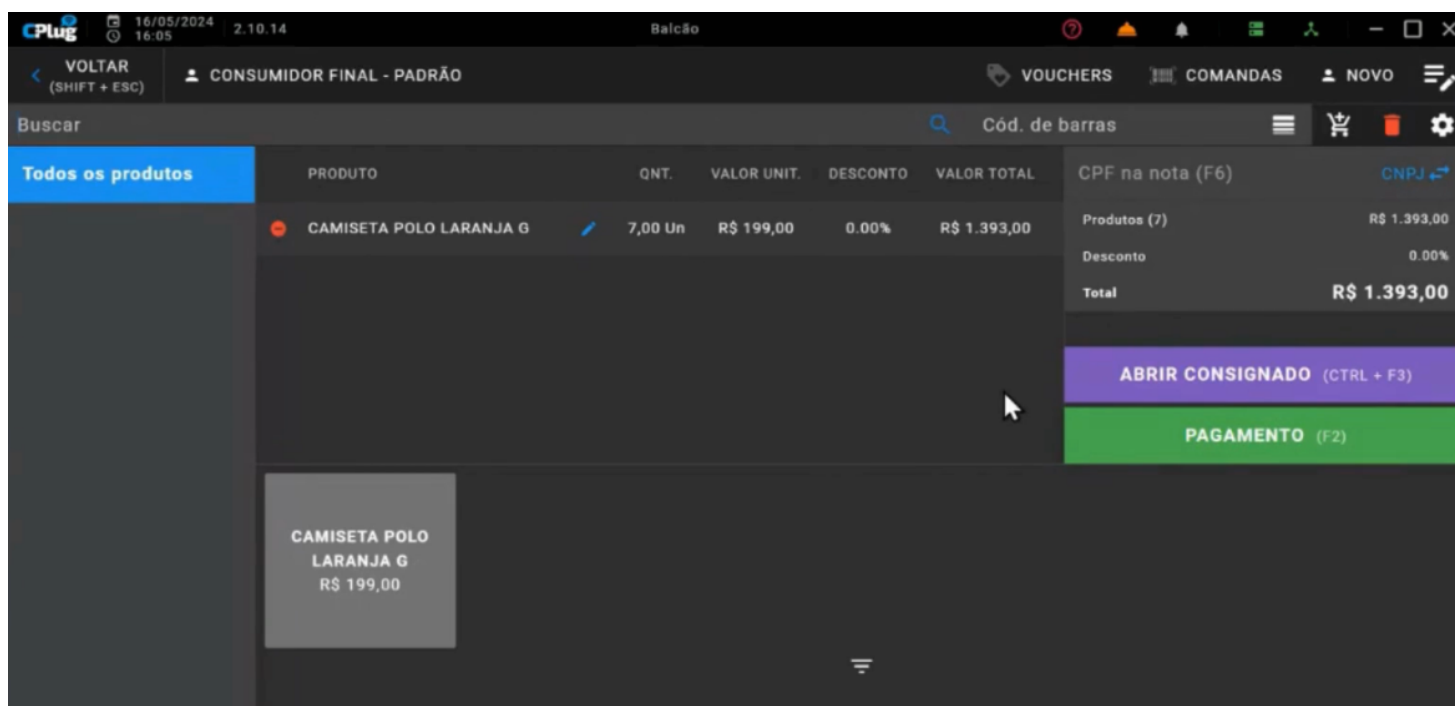 CPlug
16/05/2024
16:05
2.10.14
Balcão
VOLTAR
(SHIFT + ESC)
CONSUMIDOR FINAL - PADRÃO
VOUCHERS
COMANDAS
NOVO
Buscar
Cód. de barras
Todos os produtos
PRODUTO QNT. VALOR UNIT. DESCONTO VALOR TOTAL
CAMISETA POLO LARANJA G 7,00 Un R$ 199,00 0.00% R$ 1.393,00
CPF na nota (F6) CNPJ
Produtos (7) R$ 1.393,00
Desconto 0.00%
Total R$ 1.393,00
ABRIR CONSIGNADO (CTRL + F3)
PAGAMENTO (F2)
CAMISETA POLO
LARANJA G
R$ 199,00